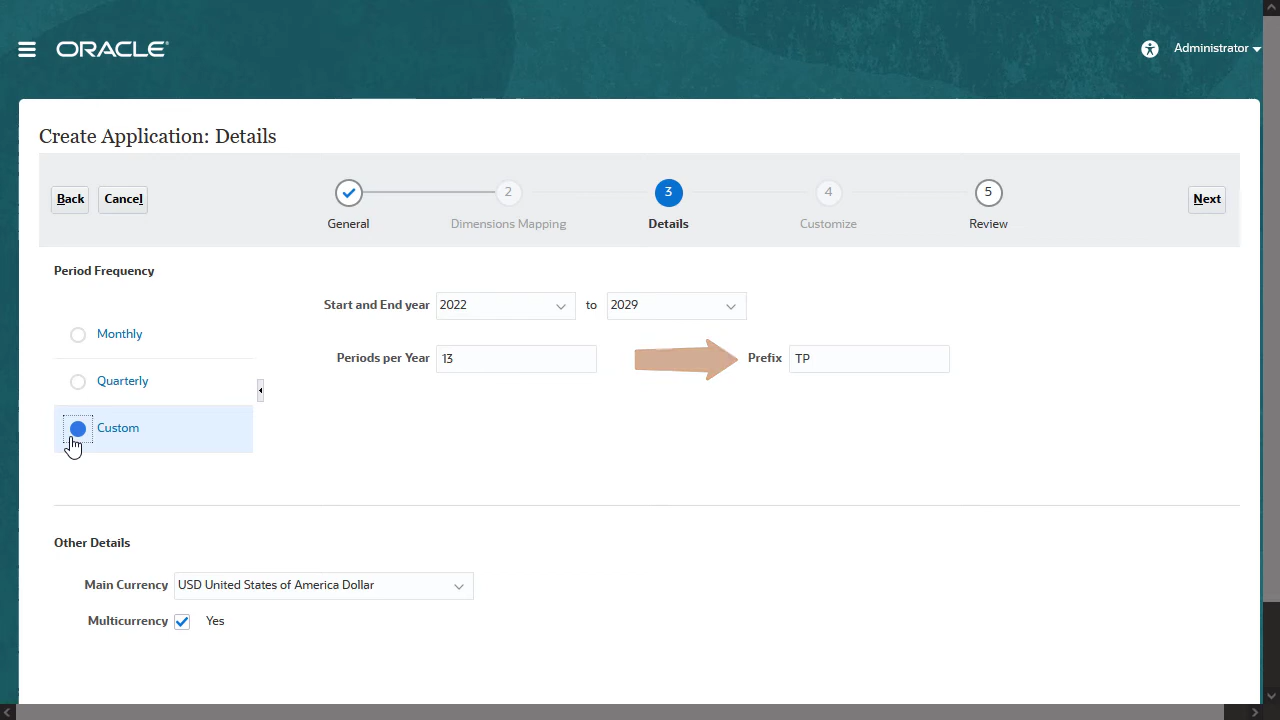 ORACLE
Administrator
Create Application: Details
Back
Cancel
2
3
4
5
Next
General
Dimensions Mapping
Details
Customize
Review
Period Frequency
Start and End year 2022 to 2029
Monthly
Periods per Year 13 Prefix TP
Quarterly
Custom
Other Details
Main Currency USD United States of America Dollar
Multicurrency Yes